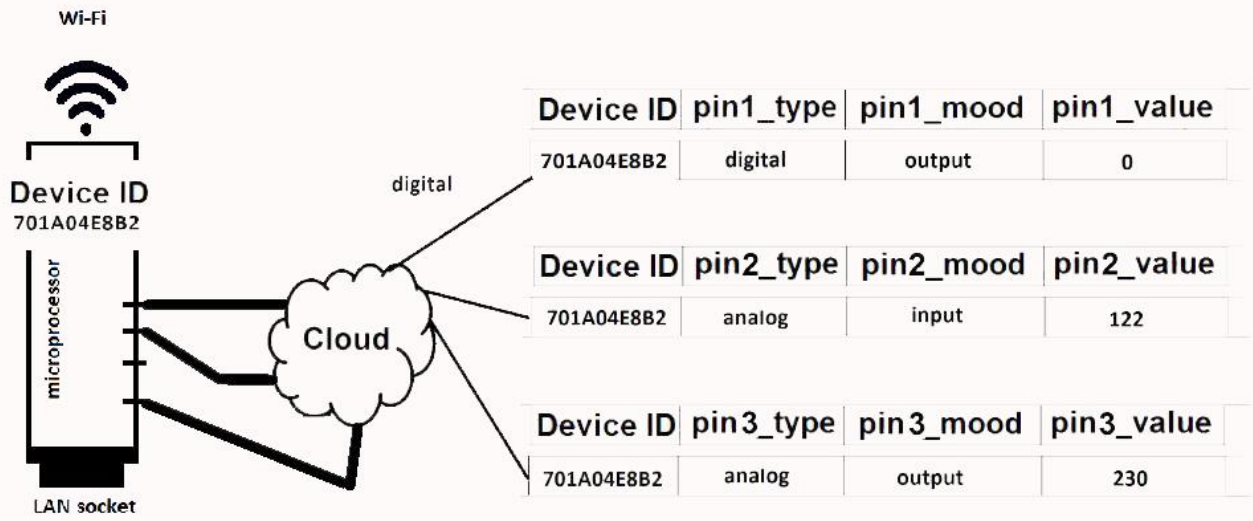 Wi-Fi
Device ID
701A04E8B2
microprocessor
LAN socket
Cloud
digital
Device ID pin1_type pin1_mood pin1_value
701A04E8B2 digital output 0
Device ID pin2_type pin2_mood pin2_value
701A04E8B2 analog input 122
Device ID pin3_type pin3_mood pin3_value
701A04E8B2 analog output 230